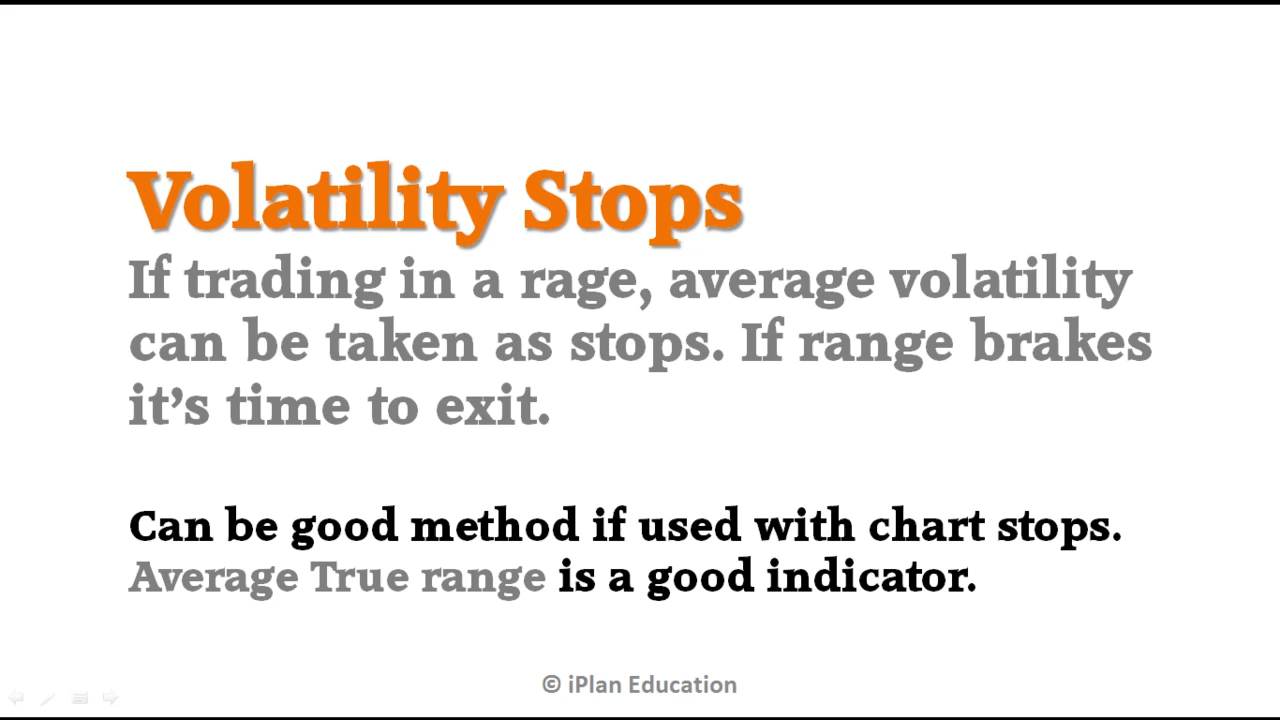 Volatility Stops
If trading in a rage, average volatility
can be taken as stops. If range brakes
it’s time to exit.
Can be good method if used with chart stops.
Average True range is a good indicator.
© iPlan Education